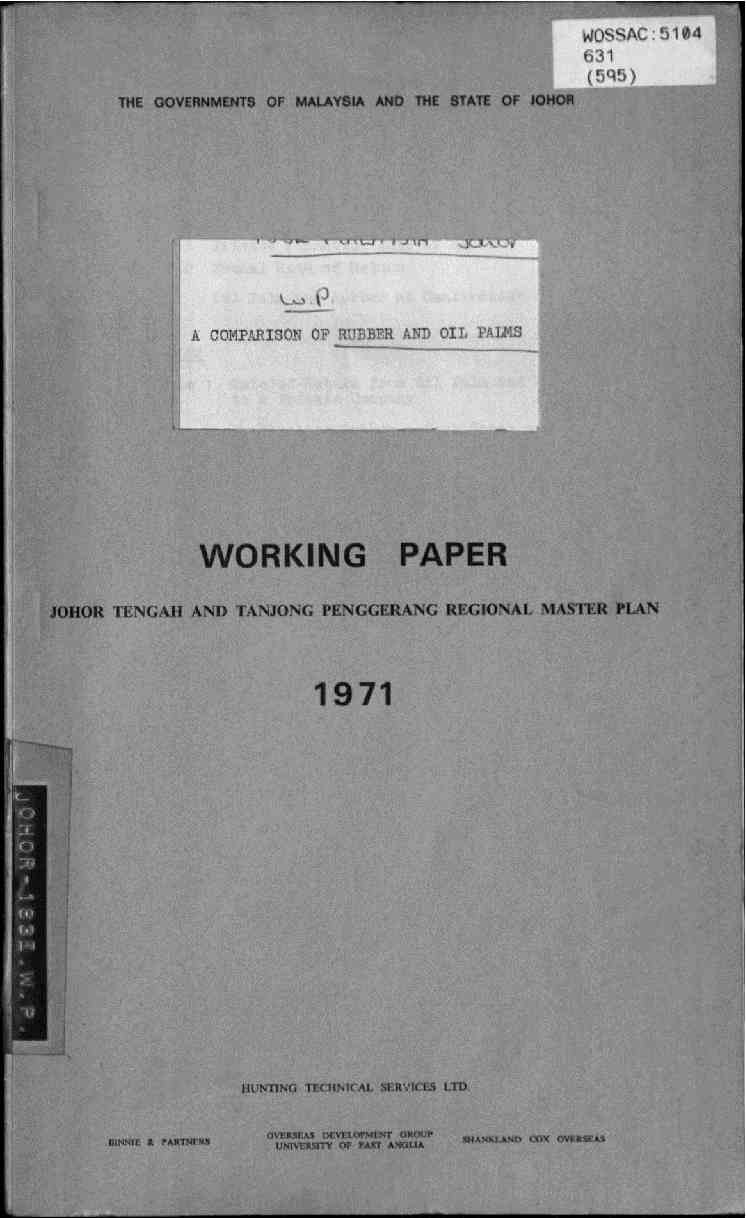 WOSSAC:5104
631
(595)
THE GOVERNMENTS OF MALAYSIA AND THE STATE OF JOHOR
W.P
A COMPARISON OF RUBBER AND OIL PALMS
WORKING PAPER
JOHOR TENGAH AND TANJONG PENGGERANG REGIONAL MASTER PLAN
1971
HUNTING TECHNICAL SERVICES LTD.
BINNIE & PARTNERS
OVERSEAS DEVELOPMENT GROUP
UNIVERSITY OF EAST ANGLIA
SHANKLAND COX OVERSEAS